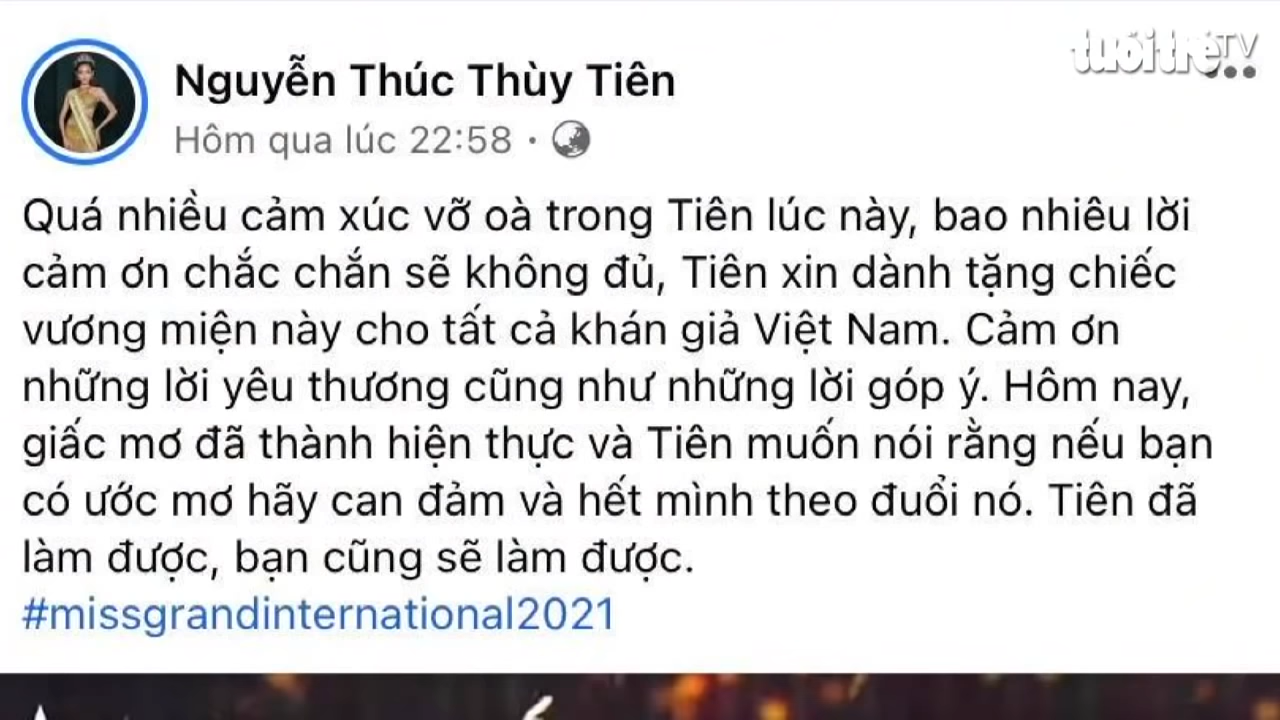 tuổi trẻ TV
Nguyễn Thúc Thùy Tiên
Hôm qua lúc 22:58 ·
Quá nhiều cảm xúc vỡ oà trong Tiên lúc này, bao nhiêu lời
cảm ơn chắc chắn sẽ không đủ, Tiên xin dành tặng chiếc
vương miện này cho tất cả khán giả Việt Nam. Cảm ơn
những lời yêu thương cũng như những lời góp ý. Hôm nay,
giấc mơ đã thành hiện thực và Tiên muốn nói rằng nếu bạn
có ước mơ hãy can đảm và hết mình theo đuổi nó. Tiên đã
làm được, bạn cũng sẽ làm được.
#missgrandinternational2021